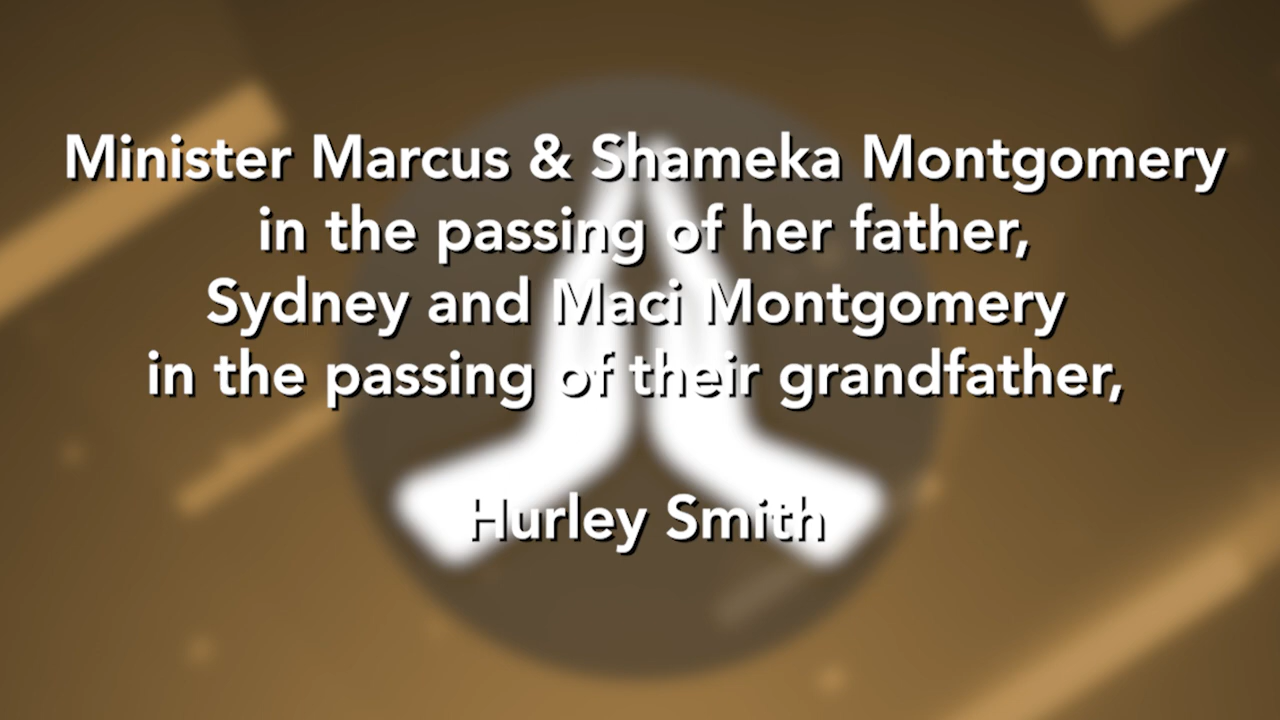 Minister Marcus & Shameka Montgomery
in the passing of her father,
Sydney and Maci Montgomery
in the passing of their grandfather,
Hurley Smith